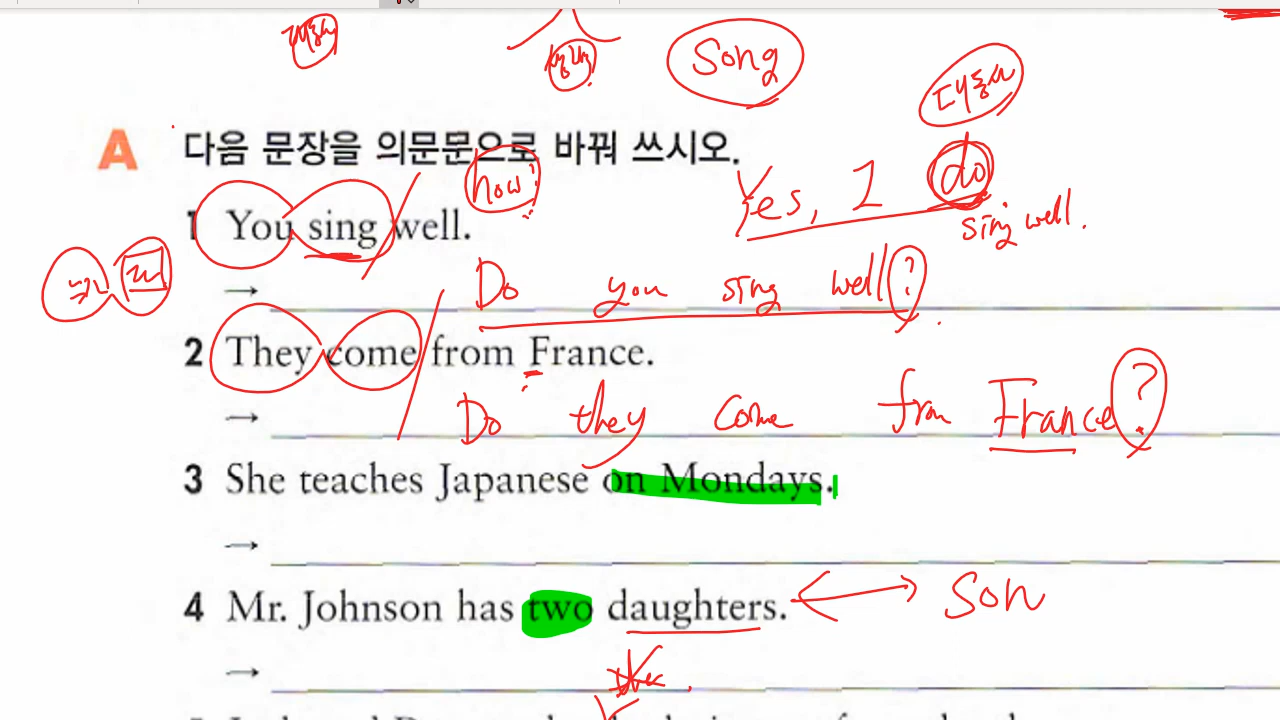 Song
대동사
A 다음 문장을 의문문으로 바꿔 쓰시오.
how?
Yes, I do
sing well.
1 You sing well.
→ Do you sing well?
2 They come from France.
→ Do they come from France?
3 She teaches Japanese on Mondays.
→
4 Mr. Johnson has two daughters. Son
→